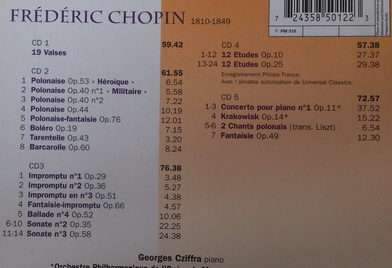 FRÉDÉRIC CHOPIN 1810-1849
7 24358 50122 3
PM 518
CD 1 59.42
19 Valses
CD 2 61.55
1 Polonaise Op.53 « Héroïque » 6.54
2 Polonaise Op.40 n°1 « Militaire » 5.58
3 Polonaise Op.40 n°2 7.22
4 Polonaise Op.44 10.19
5 Polonaise-fantaisie Op.76 12.01
6 Boléro Op.19 7.15
7 Tarentelle Op.43 3.20
8 Barcarolle Op.60 8.24
CD3 76.38
1 Impromptu n°1 Op.29 3.48
2 Impromptu n°2 Op.36 5.27
3 Impromptu en n°3 Op.51 4.38
4 Fantaisie-impromptu Op.66 4.57
5 Ballade n°4 Op.52 10.06
6-10 Sonate n°2 Op.35 22.25
11-14 Sonate n°3 Op.58 24.38
CD 4 57.38
1-12 12 Etudes Op.10 27.37
13-24 12 Etudes Op.25 29.38
Enregistrement Philips France.
Avec l'aimable autorisation de Universal Classics.
CD 5 72.57
1-3 Concerto pour piano n°1 Op.11* 37.52
4 Krakowiak Op.14* 15.22
5-6 2 Chants polonais (trans. Liszt) 6.54
7 Fantaisie Op.49 12.30
Georges Cziffra piano
*Orchestre Philharmonique de